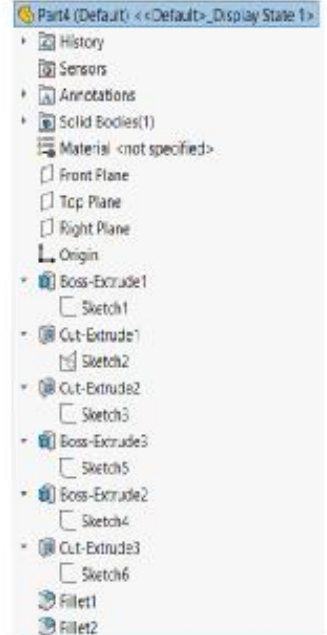 Part4 (Default) <<Default>_Display State 1>
History
Sensors
Annotations
Solid Bodies(1)
Material <not specified>
Front Plane
Top Plane
Right Plane
Origin
Boss-Extrude1
Sketch1
Cut-Extrude1
Sketch2
Cut-Extrude2
Sketch3
Boss-Extrude3
Sketch5
Boss-Extrude2
Sketch4
Cut-Extrude3
Sketch6
Fillet1
Fillet2